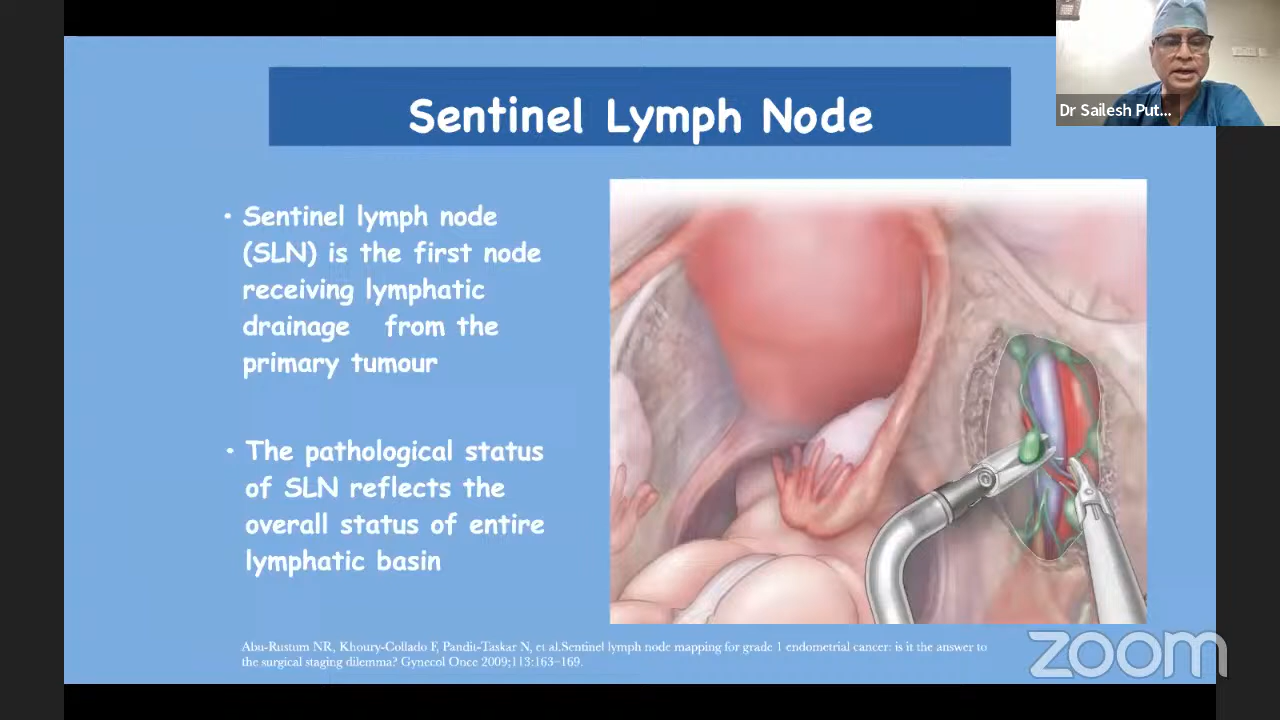 Sentinel Lymph Node
Dr Sailesh Put...
• Sentinel lymph node
(SLN) is the first node
receiving lymphatic
drainage from the
primary tumour
• The pathological status
of SLN reflects the
overall status of entire
lymphatic basin
Abu-Rustum NR, Khoury-Collado F, Pandit-Taskar N, et al.Sentinel lymph node mapping for grade 1 endometrial cancer: is it the answer to
the surgical staging dilemma? Gynecol Onco 2009;113:163–169.
zoom